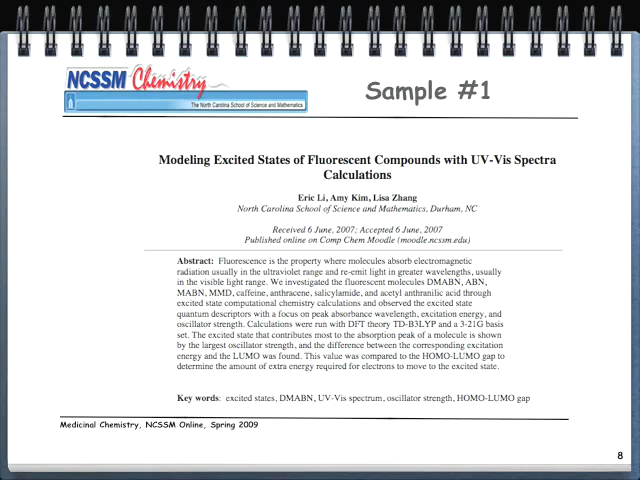 NCSSM Chemistry
The North Carolina School of Science and Mathematics
Sample #1
Modeling Excited States of Fluorescent Compounds with UV-Vis Spectra
Calculations
Eric Li, Amy Kim, Lisa Zhang
North Carolina School of Science and Mathematics, Durham, NC
Received 6 June, 2007; Accepted 6 June, 2007
Published online on Comp Chem Moodle (moodle.ncssm.edu)
Abstract: Fluorescence is the property where molecules absorb electromagnetic
radiation usually in the ultraviolet range and re-emit light in greater wavelengths, usually
in the visible light range. We investigated the fluorescent molecules DMABN, ABN,
MABN, MMD, caffeine, anthracene, salicylamide, and acetyl anthranilic acid through
excited state computational chemistry calculations and observed the excited state
quantum descriptors with a focus on peak absorbance wavelength, excitation energy, and
oscillator strength. Calculations were run with DFT theory TD-B3LYP and a 3-21G basis
set. The excited state that contributes most to the absorption peak of a molecule is shown
by the largest oscillator strength, and the difference between the corresponding excitation
energy and the LUMO was found. This value was compared to the HOMO-LUMO gap to
determine the amount of extra energy required for electrons to move to the excited state.
Key words: excited states, DMABN, UV-Vis spectrum, oscillator strength, HOMO-LUMO gap
Medicinal Chemistry, NCSSM Online, Spring 2009
8